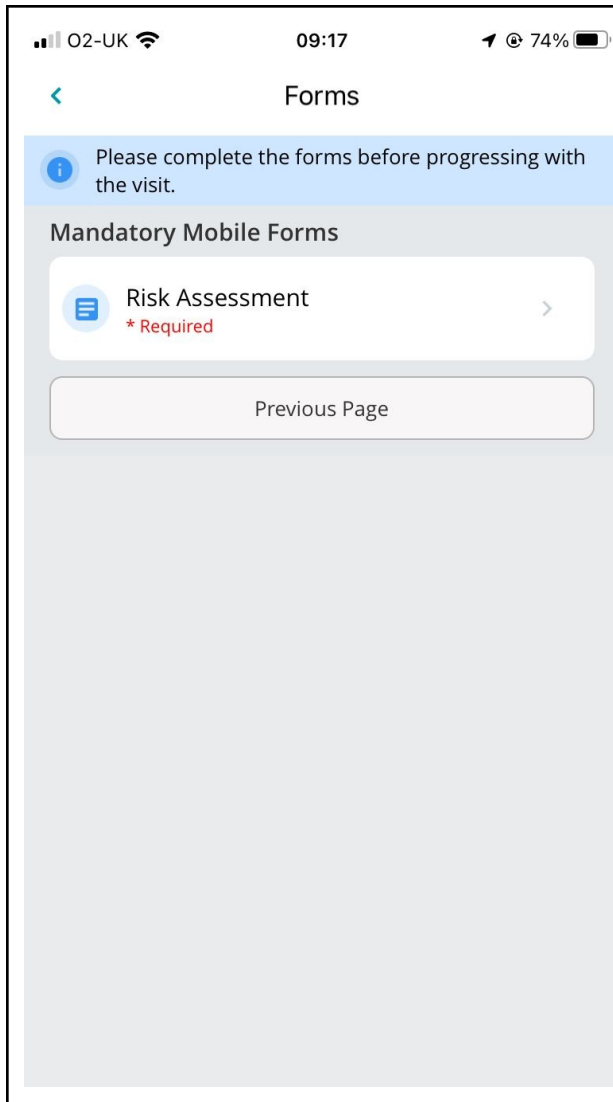 O2-UK 09:17 74%
Forms
Please complete the forms before progressing with
the visit.
Mandatory Mobile Forms
Risk Assessment
* Required
Previous Page